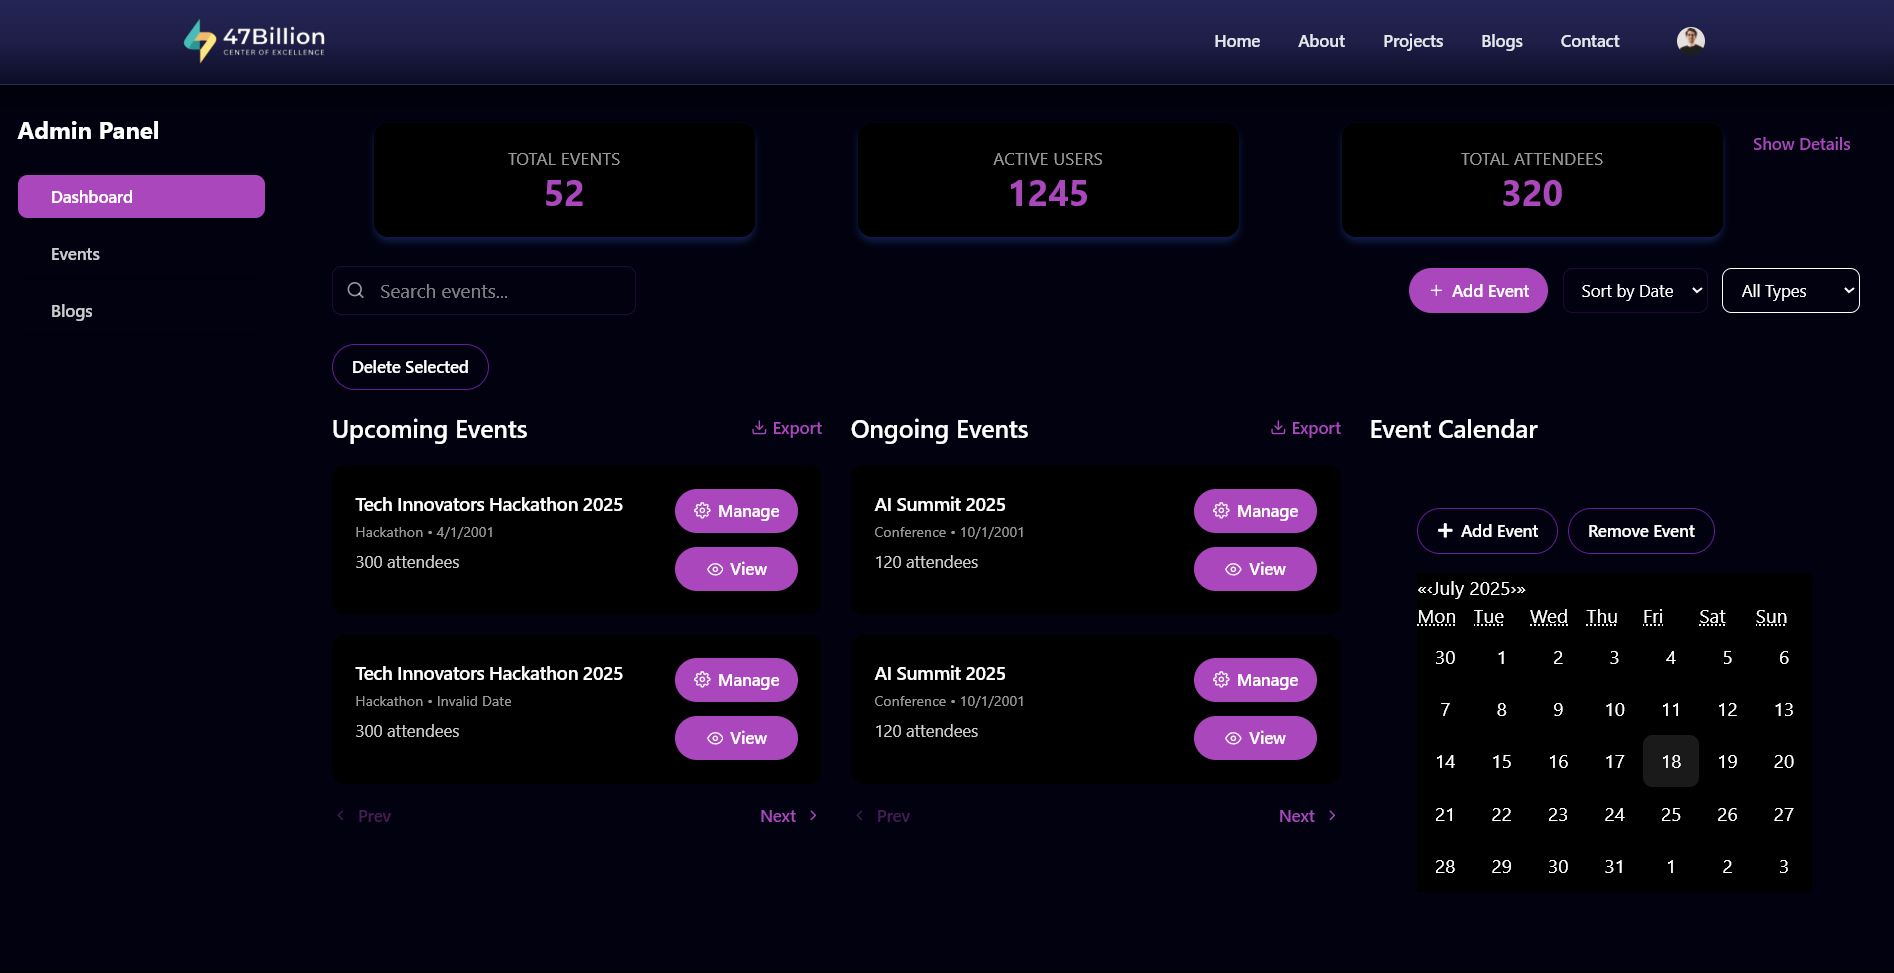 47Billion
CENTER OF EXCELLENCE
Home About Projects Blogs Contact
Admin Panel
Dashboard
Events
Blogs
TOTAL EVENTS
52
ACTIVE USERS
1245
TOTAL ATTENDEES
320
Show Details
Search events...
+ Add Event
Sort by Date
All Types
Delete Selected
Upcoming Events
Export
Tech Innovators Hackathon 2025
Hackathon • 4/1/2001
300 attendees
Manage
View
Tech Innovators Hackathon 2025
Hackathon • Invalid Date
300 attendees
Manage
View
‹ Prev
Next ›
Ongoing Events
Export
AI Summit 2025
Conference • 10/1/2001
120 attendees
Manage
View
AI Summit 2025
Conference • 10/1/2001
120 attendees
Manage
View
‹ Prev
Next ›
Event Calendar
+ Add Event
Remove Event
«‹July 2025›»
Mon Tue Wed Thu Fri Sat Sun
30 1 2 3 4 5 6
7 8 9 10 11 12 13
14 15 16 17 18 19 20
21 22 23 24 25 26 27
28 29 30 31 1 2 3